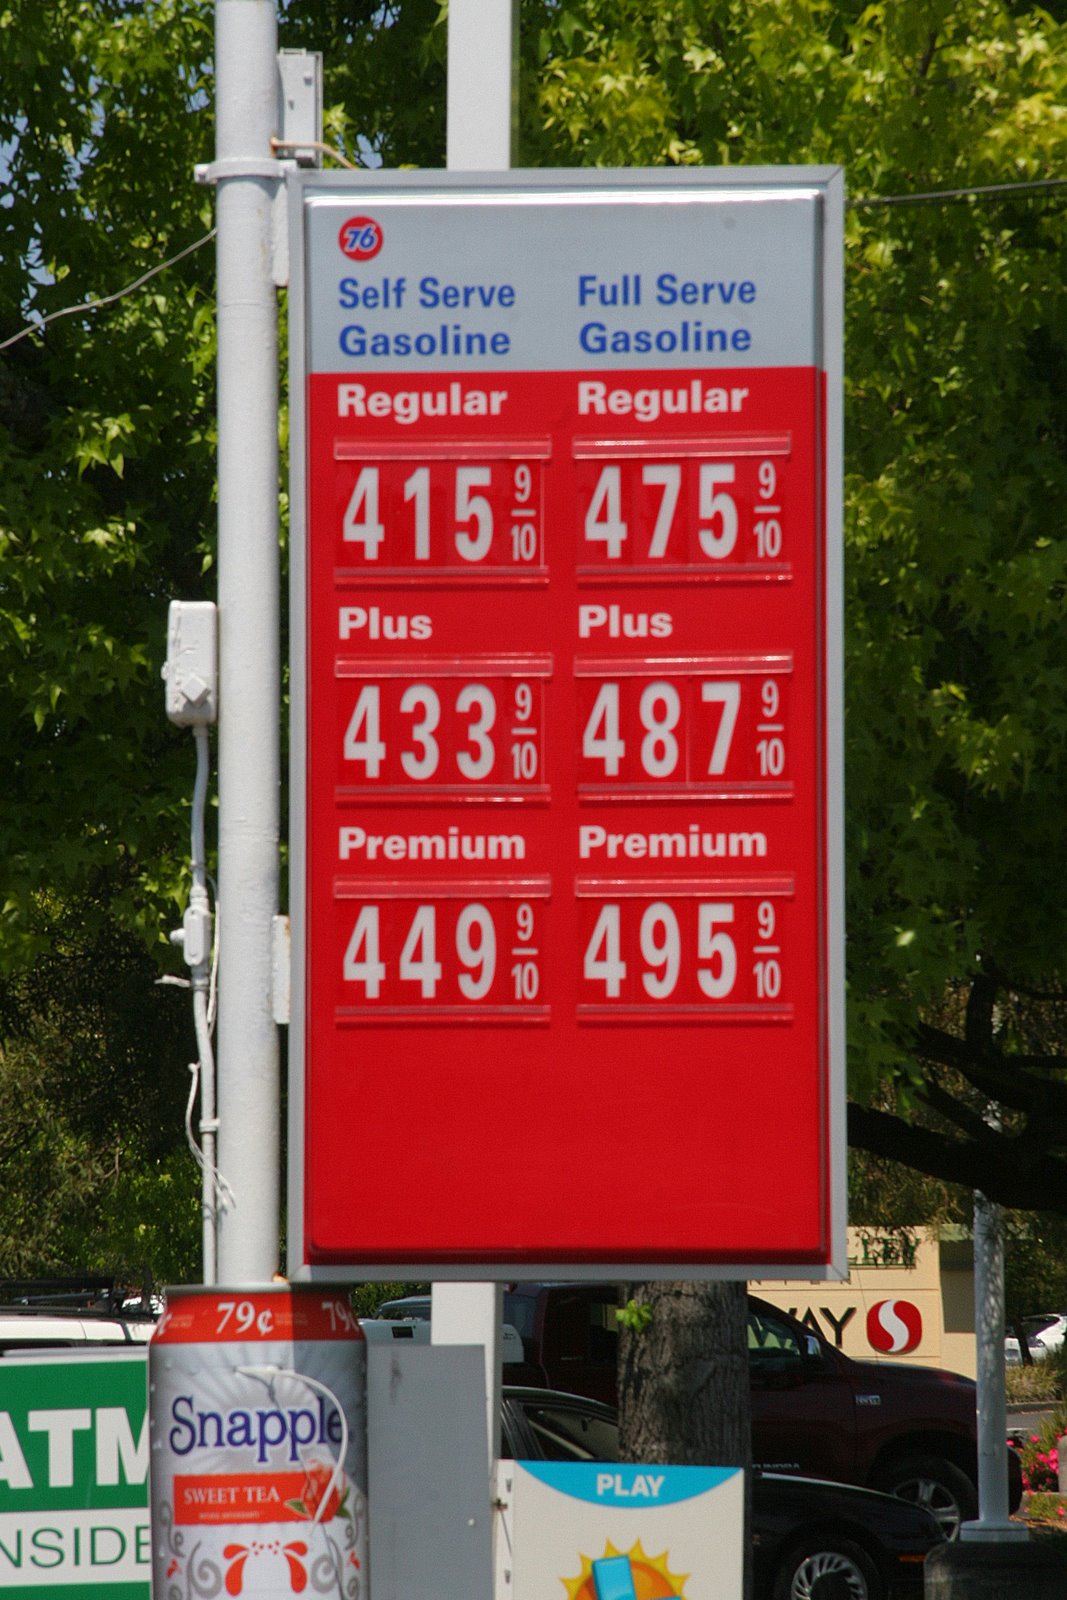 76
Self Serve Full Serve
Gasoline Gasoline
Regular Regular
415 9/10 475 9/10
Plus Plus
433 9/10 487 9/10
Premium Premium
449 9/10 495 9/10
79¢ 79
WAY
ATM
INSIDE
Snapple
SWEET TEA
PLAY